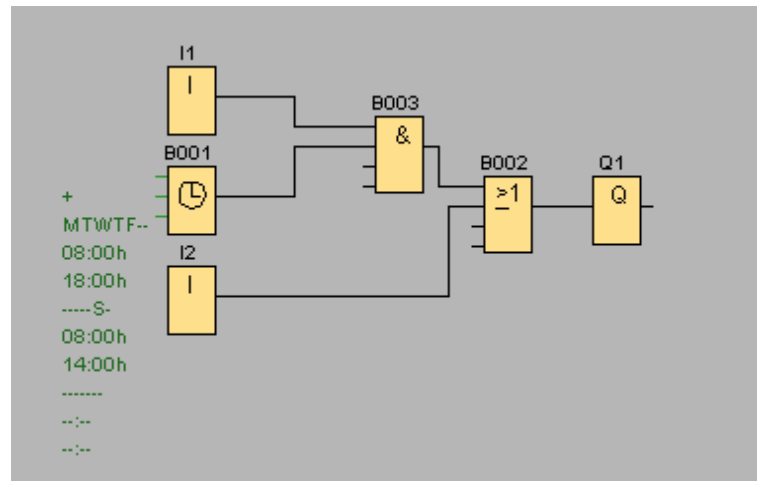 I1
I
B003
&
B001
B002
Q1
≥1
Q
+
MTWTF--
08:00h
I2
18:00h
I
-----S-
08:00h
14:00h
-------
--:--
--:--